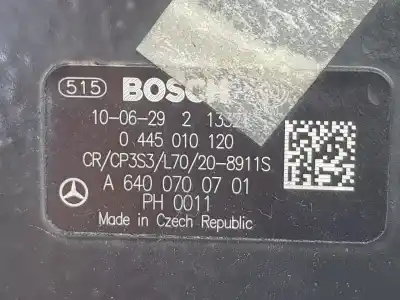 515 BOSCH
10-06-29 2
0 445 010 120
CR/CP3S3/L70/20-8911S
A 640 070 07 01
PH 0011
Made in Czech Republic